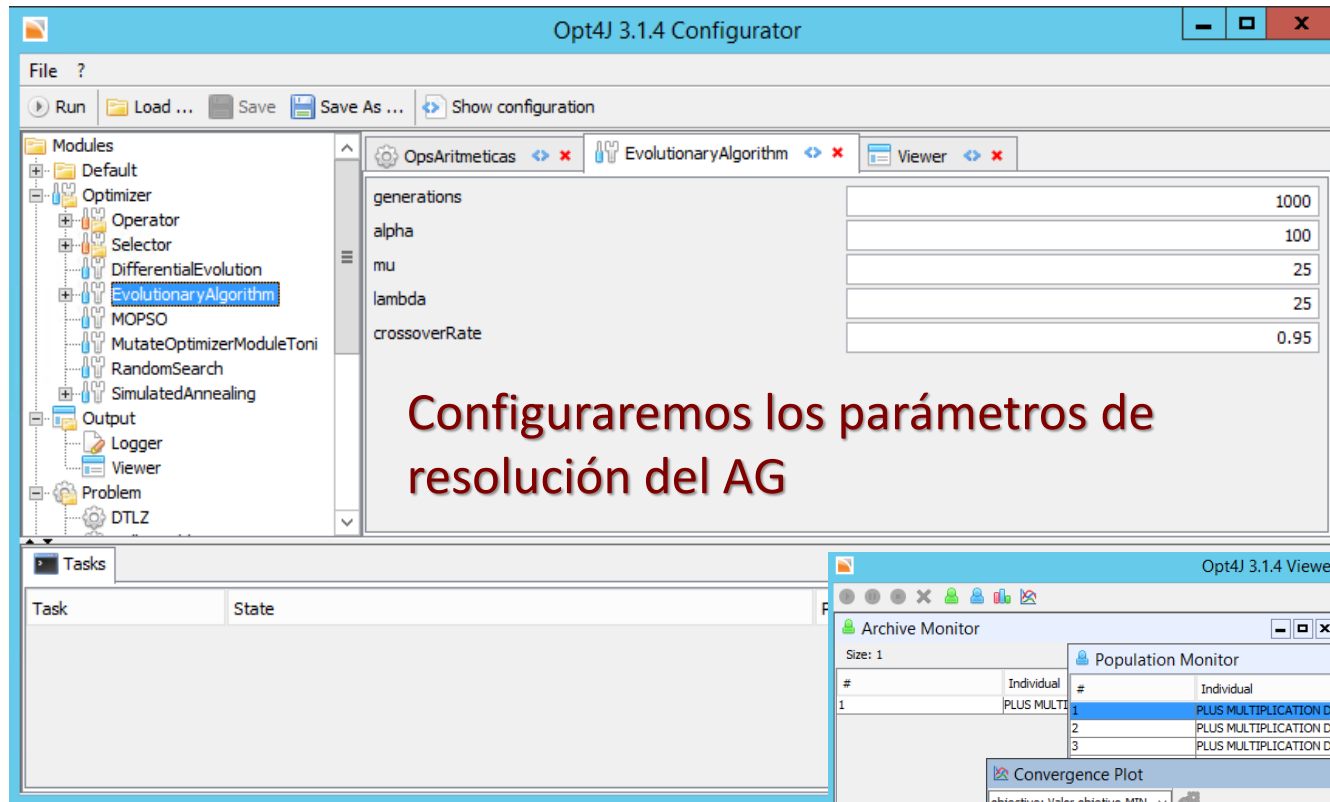 Opt4J 3.1.4 Configurator
File ?
Run Load ... Save Save As ... Show configuration
Modules
Default
Optimizer
Operator
Selector
DifferentialEvolution
EvolutionaryAlgorithm
MOPSO
MutateOptimizerModuleToni
RandomSearch
SimulatedAnnealing
Output
Logger
Viewer
Problem
DTLZ
OpsAritmeticas EvolutionaryAlgorithm Viewer
generations 1000
alpha 100
mu 25
lambda 25
crossoverRate 0.95
Configuraremos los parámetros de
resolución del AG
Tasks
Task State
Opt4J 3.1.4 Viewe
Archive Monitor
Size: 1
# Individual
1 PLUS MULTI
Population Monitor
# Individual
1 PLUS MULTIPLICATION D
2 PLUS MULTIPLICATION D
3 PLUS MULTIPLICATION D
Convergence Plot
objective: Valor objetivo MIN